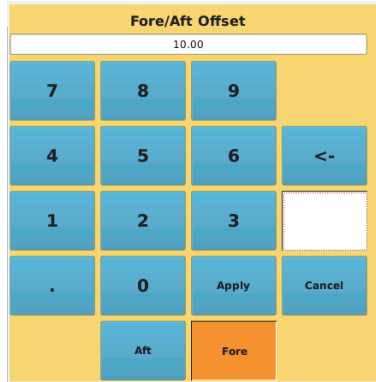 Fore/Aft Offset
10.00
7 8 9
4 5 6 <-
1 2 3
. 0 Apply Cancel
Aft Fore